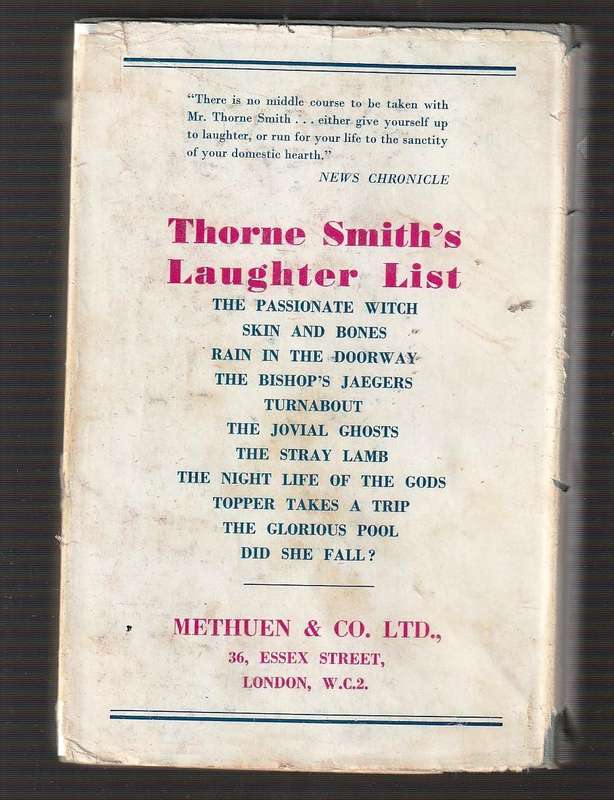 “There is no middle course to be taken with
Mr. Thorne Smith . . . either give yourself up
to laughter, or run for your life to the sanctity
of your domestic hearth.”
NEWS CHRONICLE
Thorne Smith’s
Laughter List
THE PASSIONATE WITCH
SKIN AND BONES
RAIN IN THE DOORWAY
THE BISHOP’S JAEGERS
TURNABOUT
THE JOVIAL GHOSTS
THE STRAY LAMB
THE NIGHT LIFE OF THE GODS
TOPPER TAKES A TRIP
THE GLORIOUS POOL
DID SHE FALL?
METHUEN & CO. LTD.,
36, ESSEX STREET,
LONDON, W.C.2.